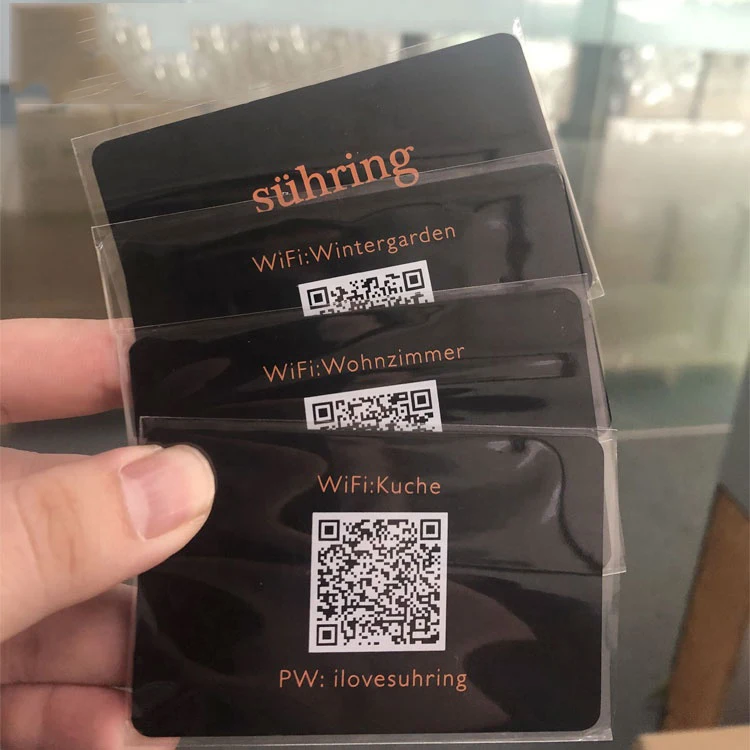 sühring
WiFi:Wintergarden
WiFi:Wohnzimmer
WiFi:Kuche
PW: ilovesuhring